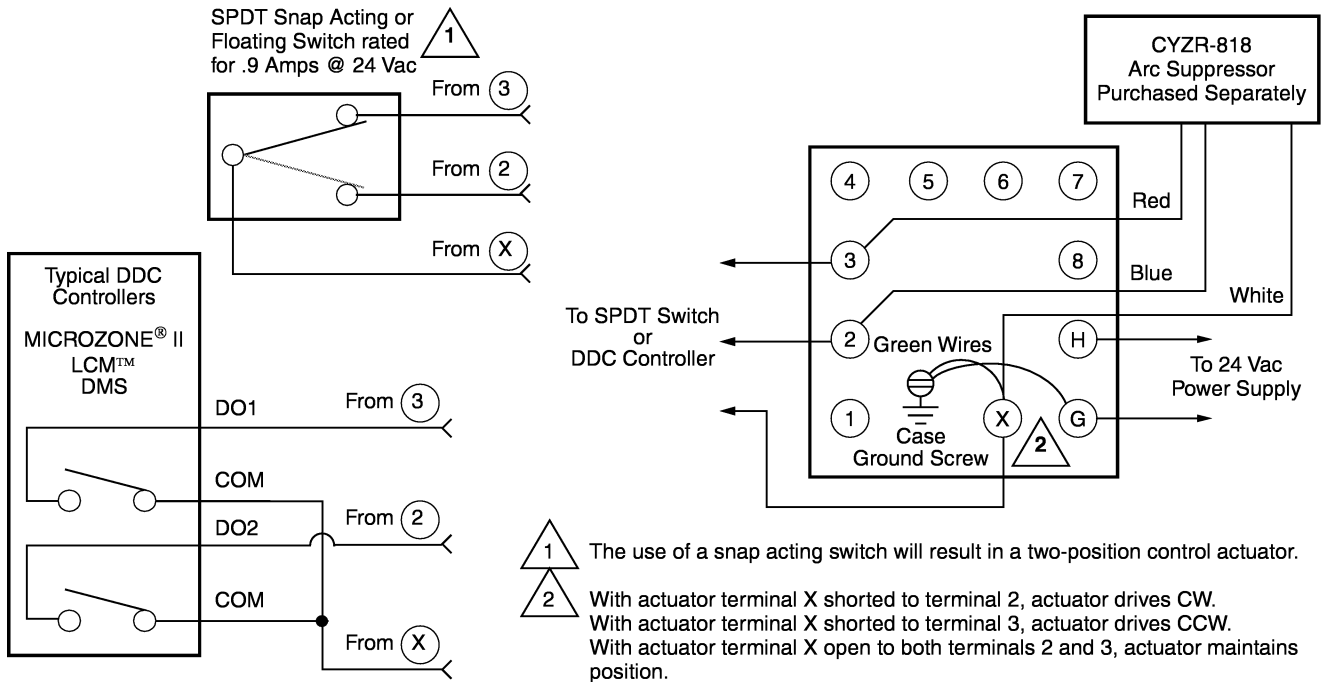 SPDT Snap Acting or
Floating Switch rated
for .9 Amps @ 24 Vac
1
From 3
From 2
From X
Typical DDC
Controllers
MICROZONE® II
LCM™
DMS
DO1
From 3
COM
DO2
From 2
COM
From X
CYZR-818
Arc Suppressor
Purchased Separately
4 5 6 7
Red
3
8
Blue
White
To SPDT Switch
or
DDC Controller
2
Green Wires
H
To 24 Vac
Power Supply
1
X
G
Case
Ground Screw
2
1 The use of a snap acting switch will result in a two-position control actuator.
2 With actuator terminal X shorted to terminal 2, actuator drives CW.
With actuator terminal X shorted to terminal 3, actuator drives CCW.
With actuator terminal X open to both terminals 2 and 3, actuator maintains
position.